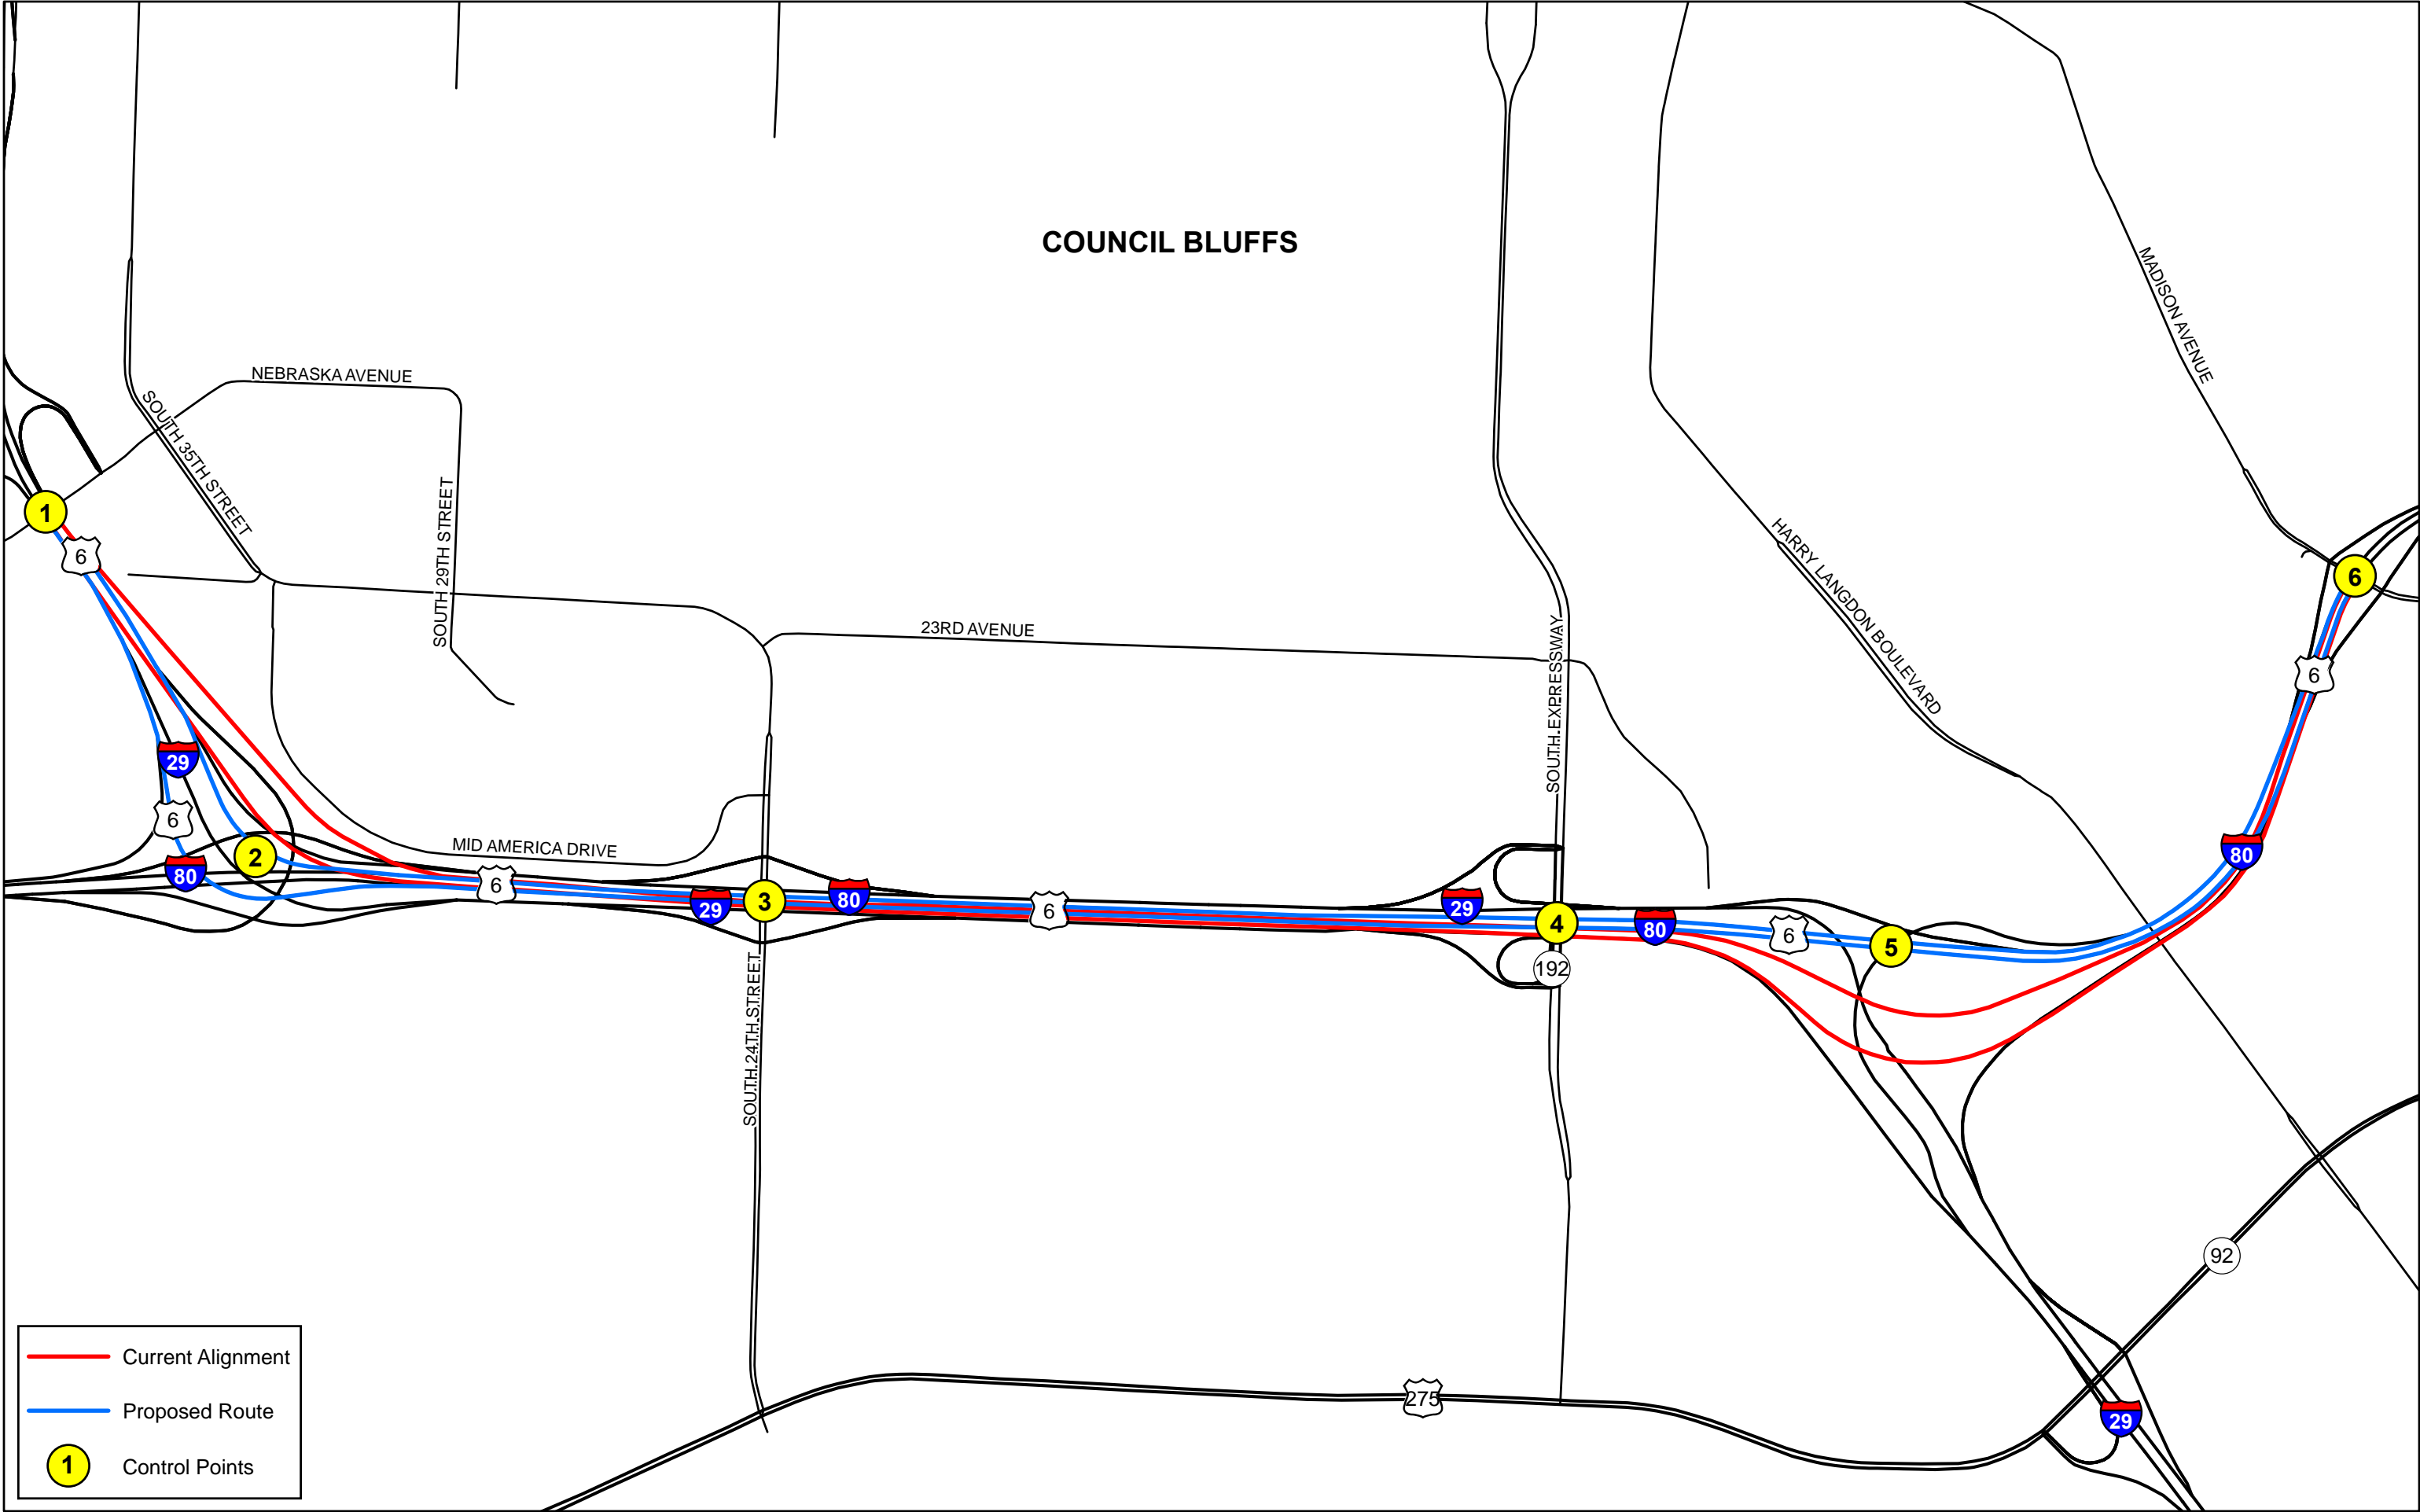 COUNCIL BLUFFS
MADISON AVENUE
NEBRASKA AVENUE
SOUTH 35TH STREET
1
6
SOUTH 29TH STREET
HARRY LANGDON BOULEVARD
6
23RD AVENUE
SOUTH EXPRESSWAY
6
29
6
80
2
MID AMERICA DRIVE
6
29
3
80
6
29
4
80
6
5
80
192
SOUTH 24TH STREET
92
275
29
Current Alignment
Proposed Route
1
Control Points